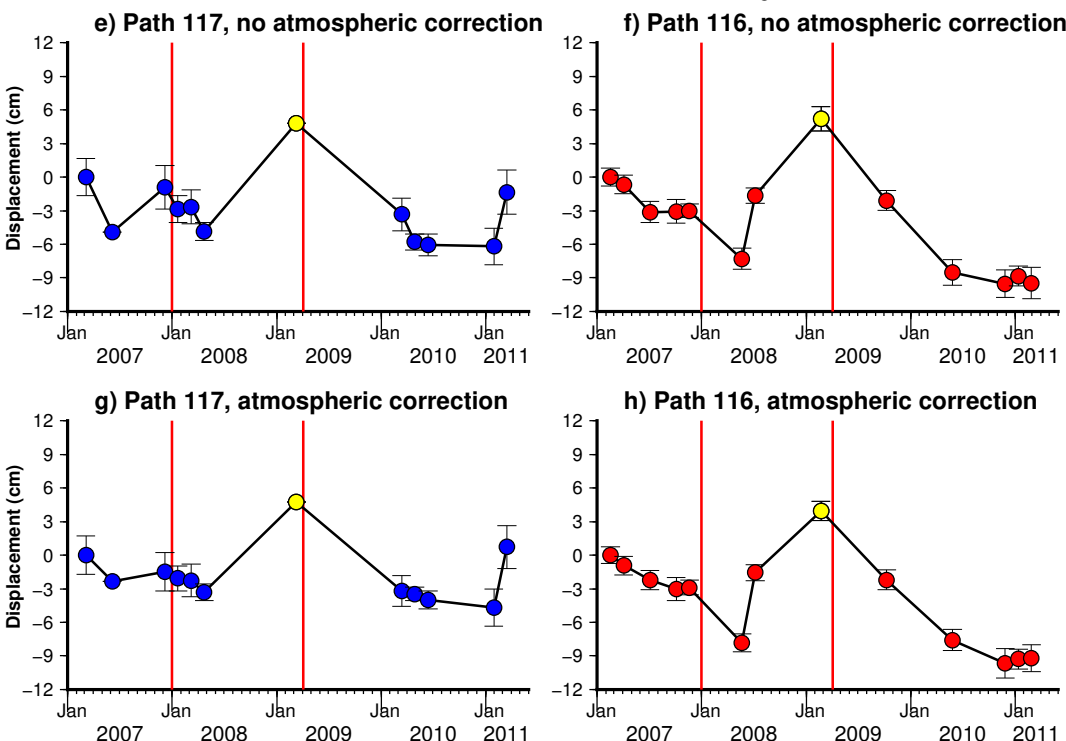 e) Path 117, no atmospheric correction
Displacement (cm)
12
9
6
3
0
−3
−6
−9
−12
Jan Jan Jan Jan Jan
2007 2008 2009 2010 2011
f) Path 116, no atmospheric correction
12
9
6
3
0
−3
−6
−9
−12
Jan Jan Jan Jan Jan
2007 2008 2009 2010 2011
g) Path 117, atmospheric correction
Displacement (cm)
12
9
6
3
0
−3
−6
−9
−12
Jan Jan Jan Jan Jan
2007 2008 2009 2010 2011
h) Path 116, atmospheric correction
12
9
6
3
0
−3
−6
−9
−12
Jan Jan Jan Jan Jan
2007 2008 2009 2010 2011